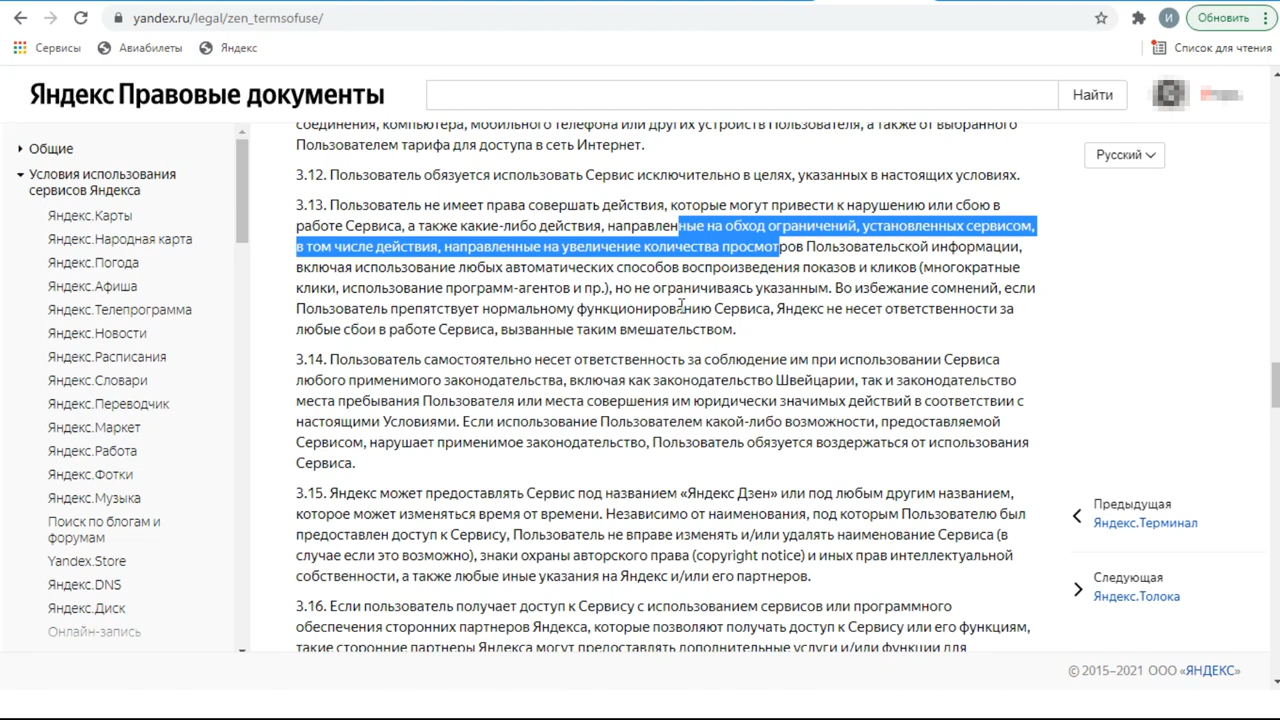 yandex.ru/legal/zen_termsofuse/
И
Обновить
Сервисы
Авиабилеты
Яндекс
Список для чтения
Яндекс Правовые документы
Найти
Общие
Условия использования
сервисов Яндекса
Яндекс.Карты
Яндекс.Народная карта
Яндекс.Погода
Яндекс.Афиша
Яндекс.Телепрограмма
Яндекс.Новости
Яндекс.Расписания
Яндекс.Словари
Яндекс.Переводчик
Яндекс.Маркет
Яндекс.Работа
Яндекс.Фотки
Яндекс.Музыка
Поиск по блогам и
форумам
Yandex.Store
Яндекс.DNS
Яндекс.Диск
Онлайн-запись
соединения, компьютера, мобильного телефона или других устройств Пользователя, а также от выбранного
Пользователем тарифа для доступа в сеть Интернет.
3.12. Пользователь обязуется использовать Сервис исключительно в целях, указанных в настоящих условиях.
3.13. Пользователь не имеет права совершать действия, которые могут привести к нарушению или сбою в
работе Сервиса, а также какие-либо действия, направленные на обход ограничений, установленных сервисом,
в том числе действия, направленные на увеличение количества просмотров Пользовательской информации,
включая использование любых автоматических способов воспроизведения показов и кликов (многократные
клики, использование программ-агентов и пр.), но не ограничиваясь указанным. Во избежание сомнений, если
Пользователь препятствует нормальному функционированию Сервиса, Яндекс не несет ответственности за
любые сбои в работе Сервиса, вызванные таким вмешательством.
3.14. Пользователь самостоятельно несет ответственность за соблюдение им при использовании Сервиса
любого применимого законодательства, включая как законодательство Швейцарии, так и законодательство
места пребывания Пользователя или места совершения им юридически значимых действий в соответствии с
настоящими Условиями. Если использование Пользователем какой-либо возможности, предоставляемой
Сервисом, нарушает применимое законодательство, Пользователь обязуется воздержаться от использования
Сервиса.
3.15. Яндекс может предоставлять Сервис под названием «Яндекс Дзен» или под любым другим названием,
которое может изменяться время от времени. Независимо от наименования, под которым Пользователю был
предоставлен доступ к Сервису, Пользователь не вправе изменять и/или удалять наименование Сервиса (в
случае если это возможно), знаки охраны авторского права (copyright notice) и иных прав интеллектуальной
собственности, а также любые иные указания на Яндекс и/или его партнеров.
3.16. Если пользователь получает доступ к Сервису с использованием сервисов или программного
обеспечения сторонних партнеров Яндекса, которые позволяют получать доступ к Сервису или его функциям,
такие сторонние партнеры Яндекса могут предоставлять дополнительные услуги и/или функции для
Русский
Предыдущая
Яндекс.Терминал
Следующая
Яндекс.Толока
© 2015–2021 ООО «ЯНДЕКС»